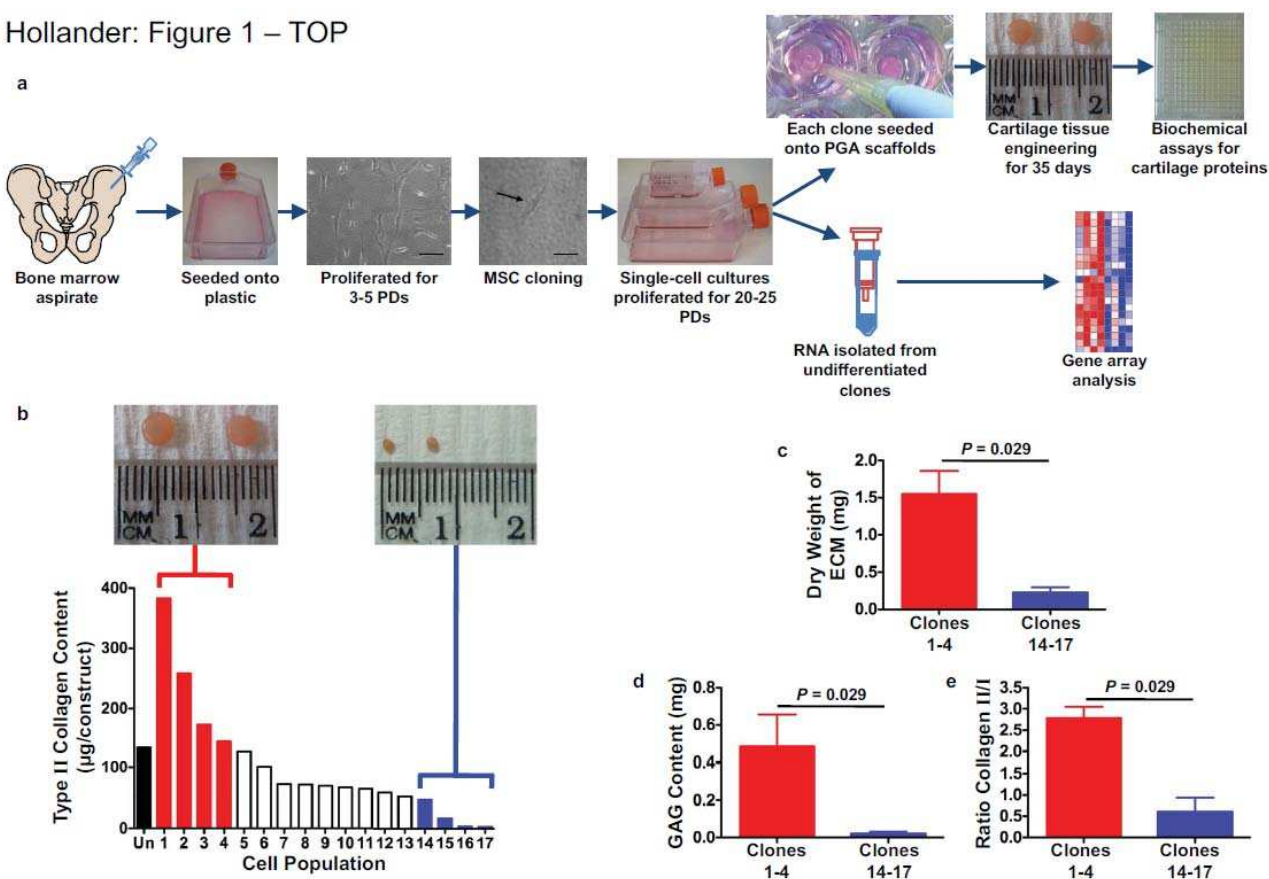 Hollander: Figure 1 – TOP
a
Bone marrow
aspirate
Seeded onto
plastic
Proliferated for
3-5 PDs
MSC cloning
Single-cell cultures
proliferated for 20-25
PDs
Each clone seeded
onto PGA scaffolds
MM
CM 1 2
Cartilage tissue
engineering
for 35 days
Biochemical
assays for
cartilage proteins
RNA isolated from
undifferentiated
clones
Gene array
analysis
b
MM
CM 1 2
MM
CM 1 2
Type II Collagen Content
(µg/construct)
400
300
200
100
0
Un 1 2 3 4 5 6 7 8 9 10 11 12 13 14 15 16 17
Cell Population
c
P = 0.029
Dry Weight of
ECM (mg)
2.0
1.5
1.0
0.5
0.0
Clones
1-4
Clones
14-17
d
P = 0.029
GAG Content (mg)
0.8
0.6
0.4
0.2
0.0
Clones
1-4
Clones
14-17
e
P = 0.029
Ratio Collagen II/I
3.5
3.0
2.5
2.0
1.5
1.0
0.5
0.0
Clones
1-4
Clones
14-17